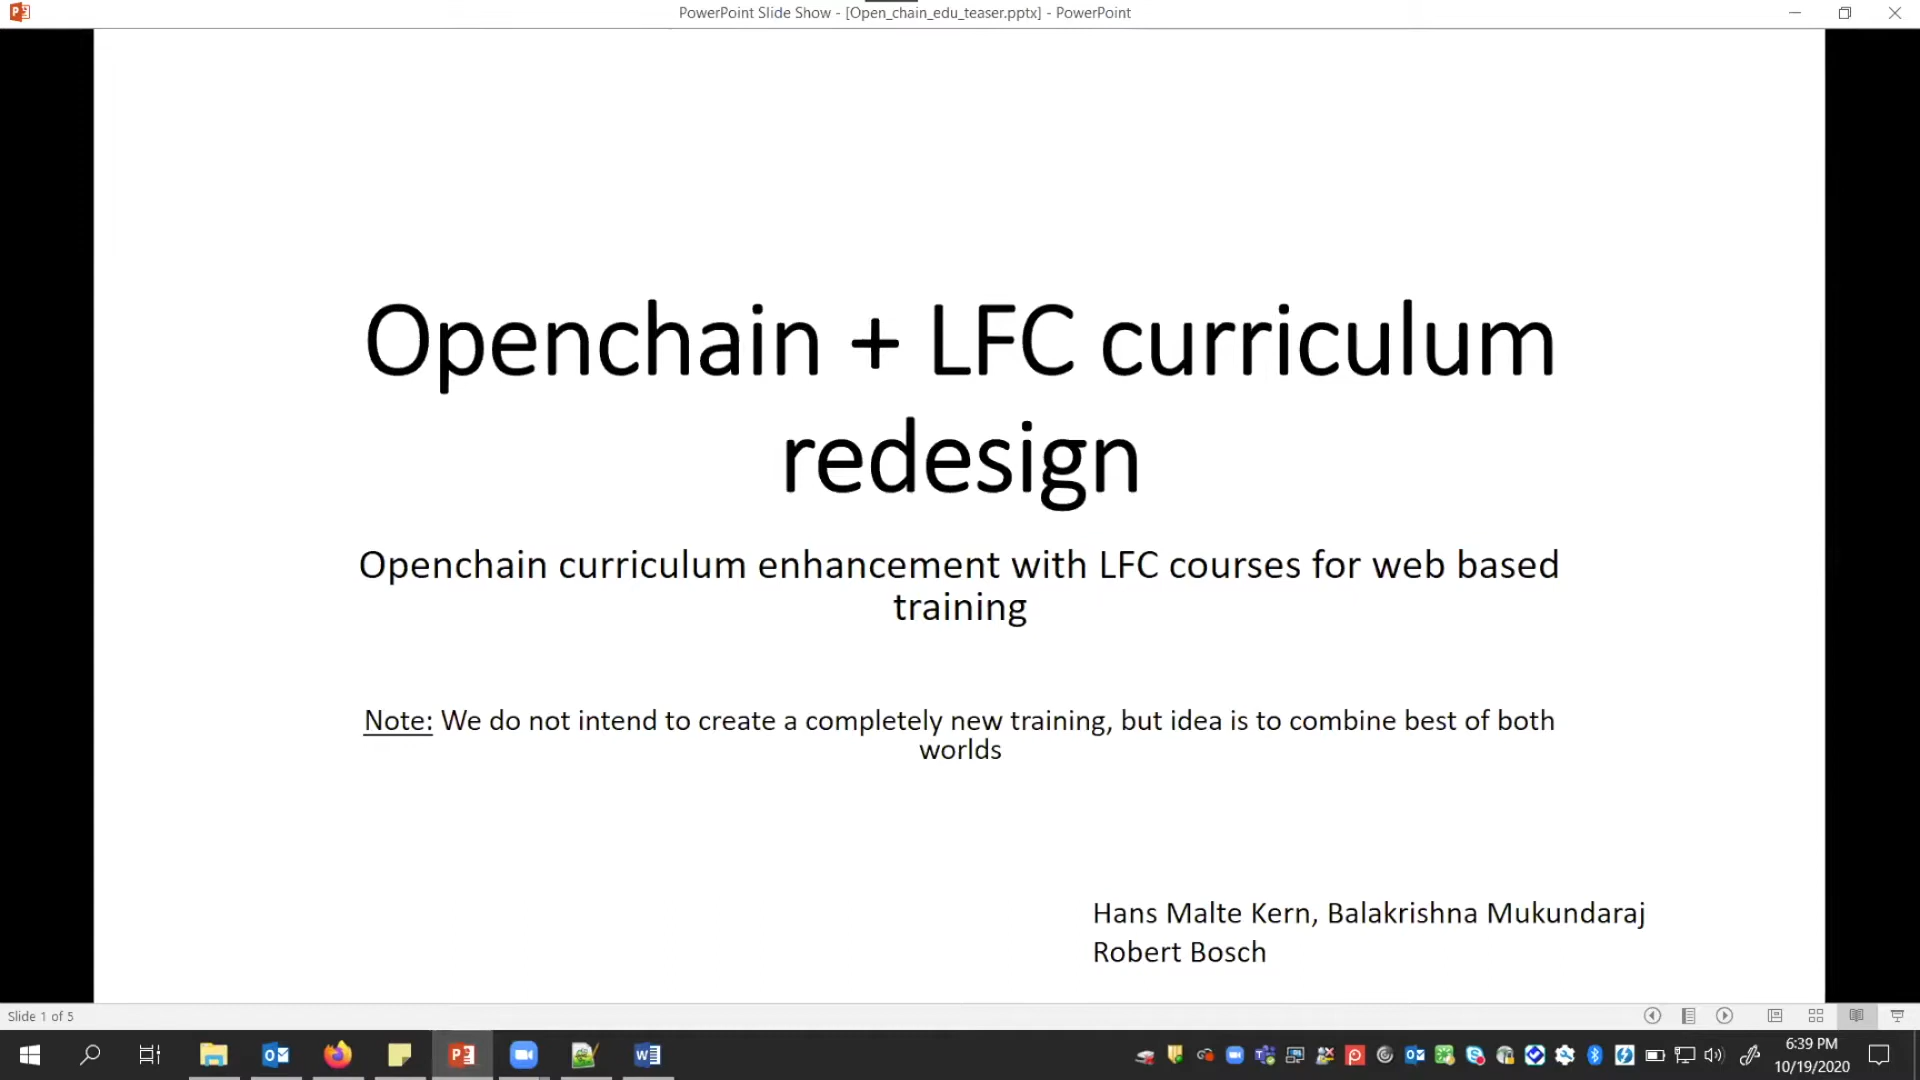 PowerPoint Slide Show - [Open_chain_edu_teaser.pptx] - PowerPoint
Openchain + LFC curriculum
redesign
Openchain curriculum enhancement with LFC courses for web based
training
Note: We do not intend to create a completely new training, but idea is to combine best of both
worlds
Hans Malte Kern, Balakrishna Mukundaraj
Robert Bosch
Slide 1 of 5
6:39 PM
10/19/2020